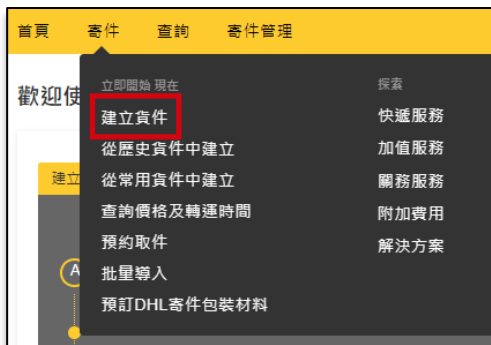 首頁 寄件 查詢 寄件管理
歡迎使
立即開始 現在
建立貨件
從歷史貨件中建立
從常用貨件中建立
查詢價格及轉運時間
預約取件
批量導入
預訂DHL寄件包裝材料
探索
快遞服務
加值服務
關務服務
附加費用
解決方案
建立
A